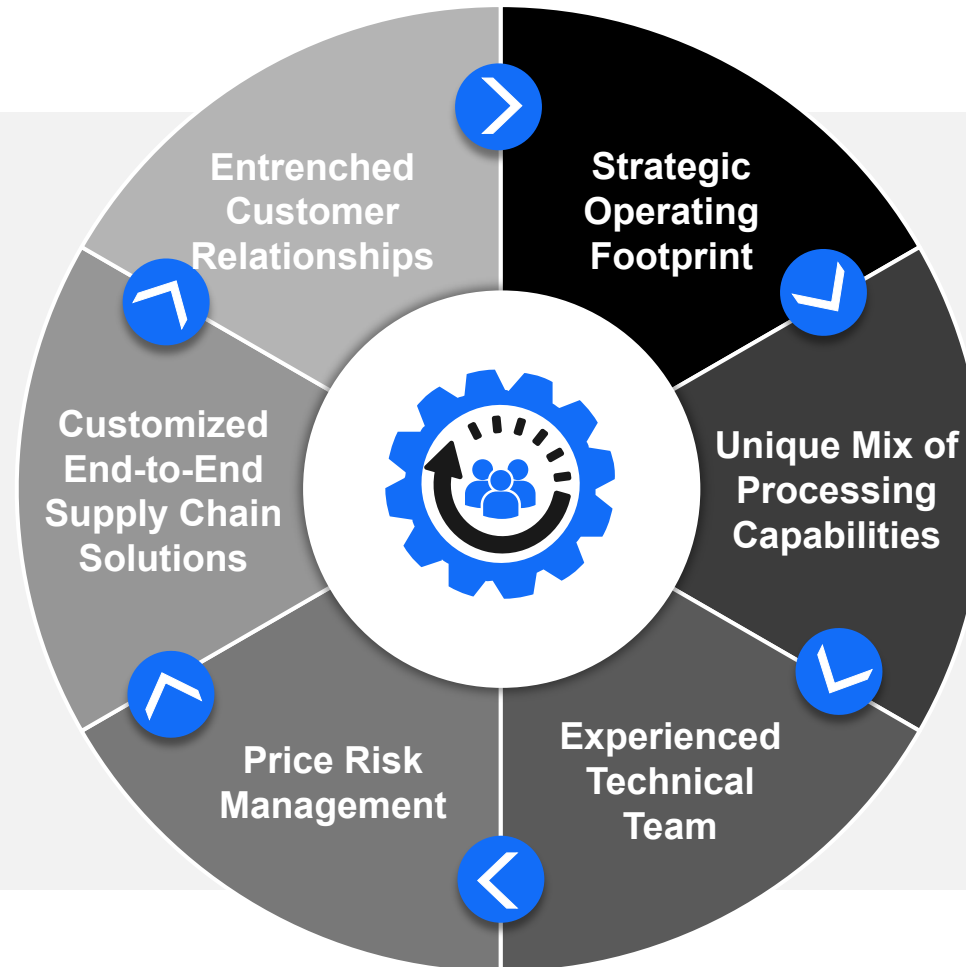 Entrenched
Customer
Relationships
Strategic
Operating
Footprint
Unique Mix of
Processing
Capabilities
Experienced
Technical
Team
Price Risk
Management
Customized
End-to-End
Supply Chain
Solutions